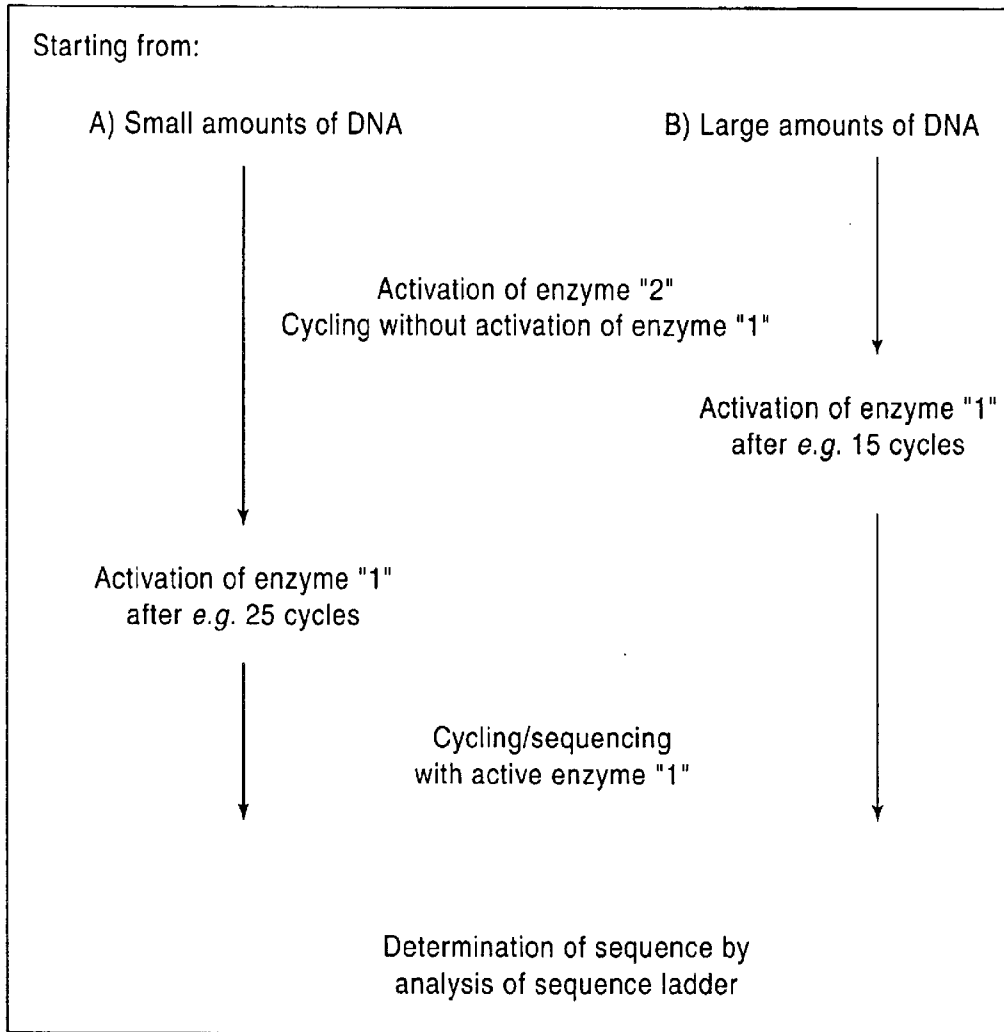 Starting from:
A) Small amounts of DNA
B) Large amounts of DNA
Activation of enzyme "2"
Cycling without activation of enzyme "1"
Activation of enzyme "1"
after e.g. 15 cycles
Activation of enzyme "1"
after e.g. 25 cycles
Cycling/sequencing
with active enzyme "1"
Determination of sequence by
analysis of sequence ladder